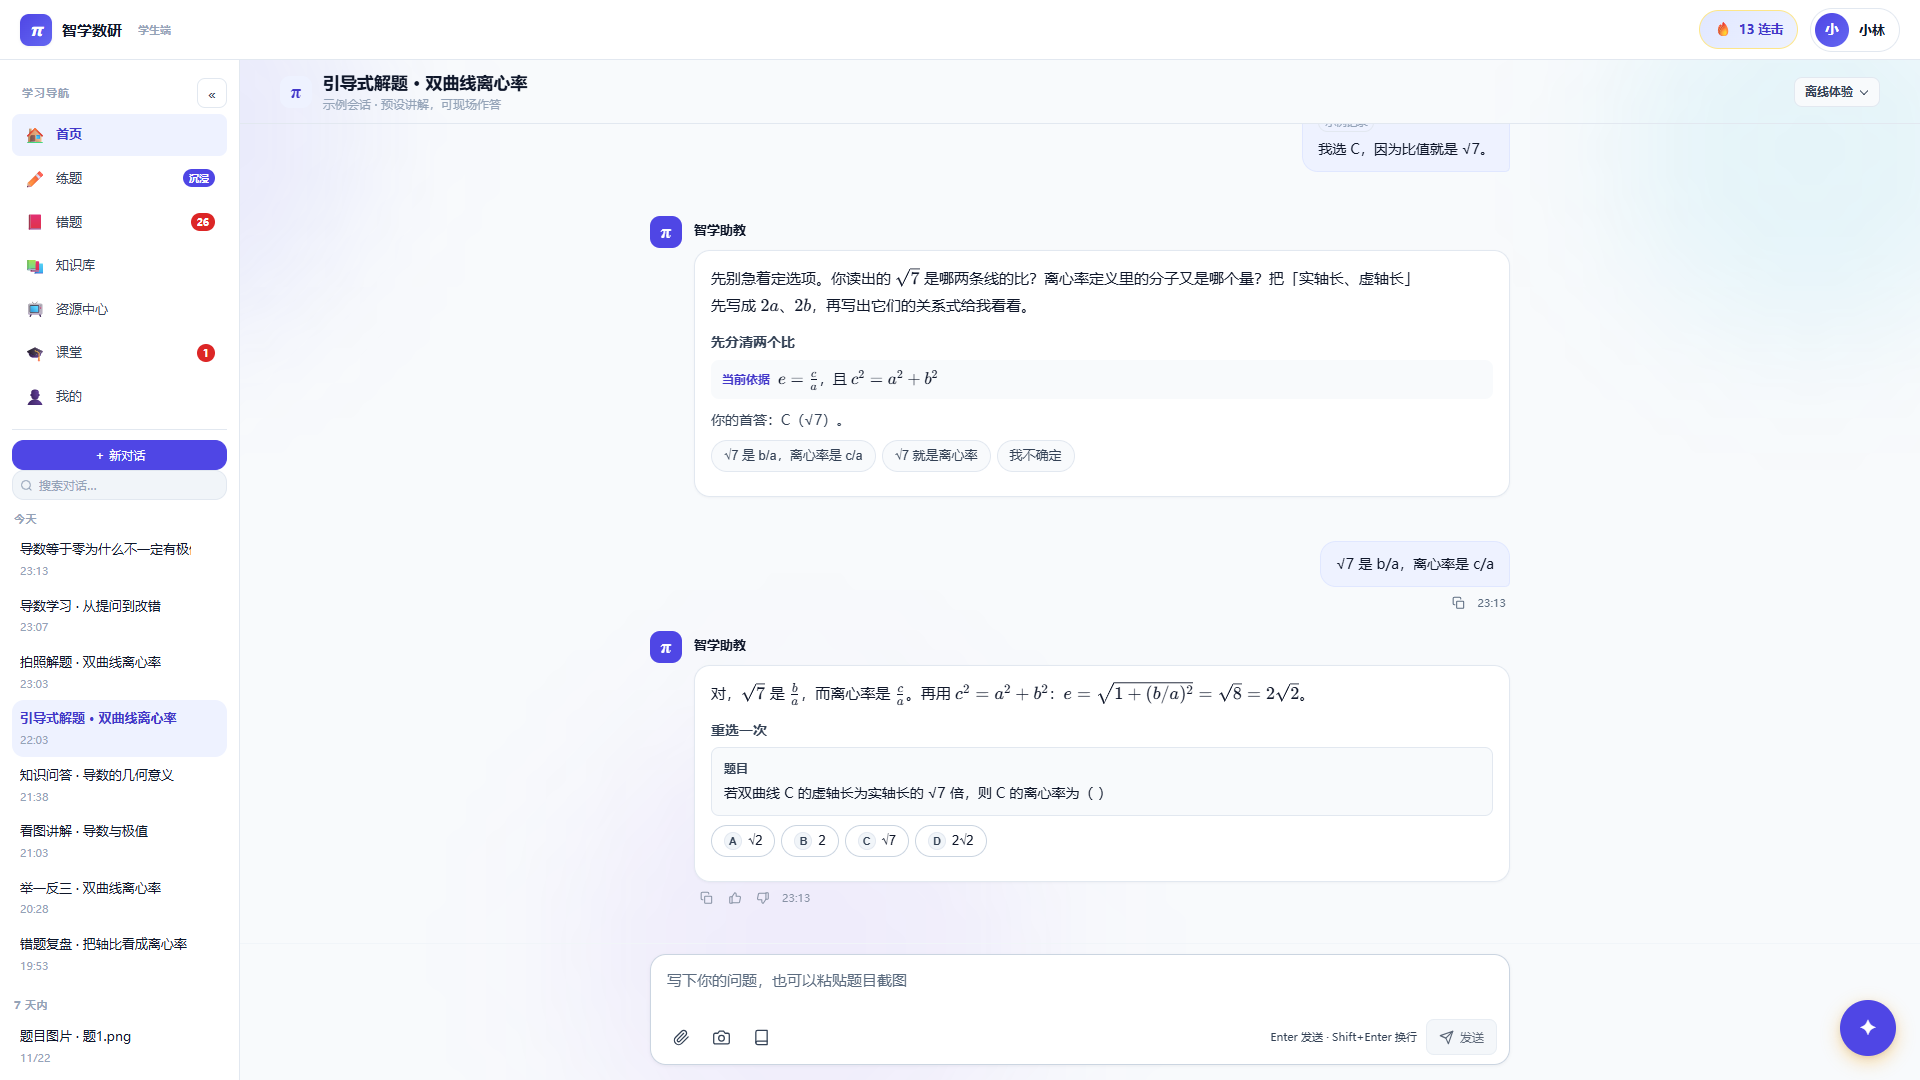 π 智学数研 学生端
13 连击
小 小林
学习导航 «
首页
练题 沉浸
错题 26
知识库
资源中心
课堂 1
我的
+ 新对话
搜索对话...
今天
导数等于零为什么不一定有极
23:13
导数学习 · 从提问到改错
23:07
拍照解题 · 双曲线离心率
23:03
引导式解题 • 双曲线离心率
22:03
知识问答 · 导数的几何意义
21:38
看图讲解 · 导数与极值
21:03
举一反三 · 双曲线离心率
20:28
错题复盘 · 把轴比看成离心率
19:53
7 天内
题目图片 · 题1.png
11/22
π 引导式解题 • 双曲线离心率
示例会话 · 预设讲解，可现场作答
离线体验
我选 C，因为比值就是 √7。
π 智学助教
先别急着定选项。你读出的 √7 是哪两条线的比？离心率定义里的分子又是哪个量？把「实轴长、虚轴长」
先写成 2a、2b，再写出它们的关系式给我看看。
先分清两个比
当前依据 e = c/a，且 c² = a² + b²
你的首答：C（√7）。
√7 是 b/a，离心率是 c/a √7 就是离心率 我不确定
√7 是 b/a，离心率是 c/a
23:13
π 智学助教
对，√7 是 b/a，而离心率是 c/a。再用 c² = a² + b²：e = √(1 + (b/a)²) = √8 = 2√2。
重选一次
题目
若双曲线 C 的虚轴长为实轴长的 √7 倍，则 C 的离心率为（ ）
A √2 B 2 C √7 D 2√2
23:13
写下你的问题，也可以粘贴题目截图
Enter 发送 · Shift+Enter 换行 发送